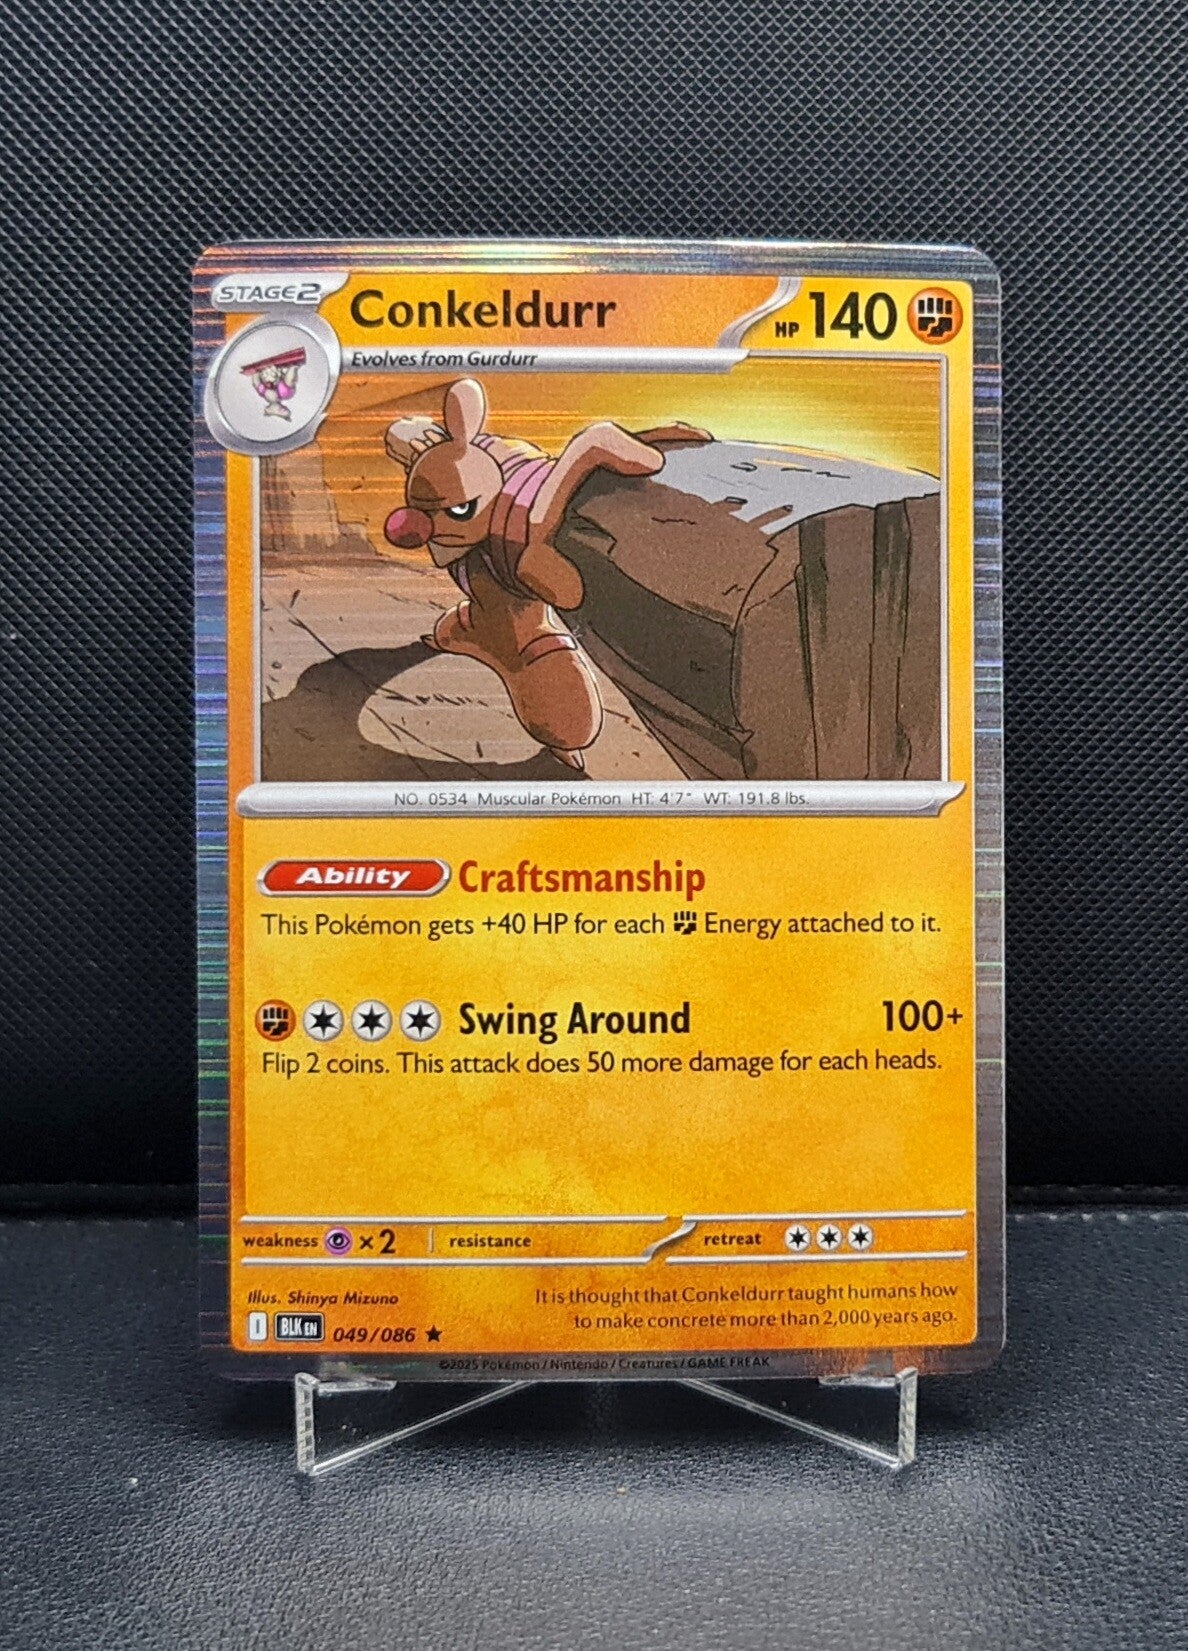 STAGE2
Conkeldurr
HP 140
Evolves from Gurdurr
NO. 0534 Muscular Pokémon HT: 4'7" WT: 191.8 lbs.
Ability Craftsmanship
This Pokémon gets +40 HP for each Energy attached to it.
Swing Around 100+
Flip 2 coins. This attack does 50 more damage for each heads.
weakness ×2 resistance retreat
Illus. Shinya Mizuno
It is thought that Conkeldurr taught humans how
to make concrete more than 2,000 years ago.
I BLK EN 049/086 ★
©2025 Pokémon / Nintendo / Creatures / GAME FREAK